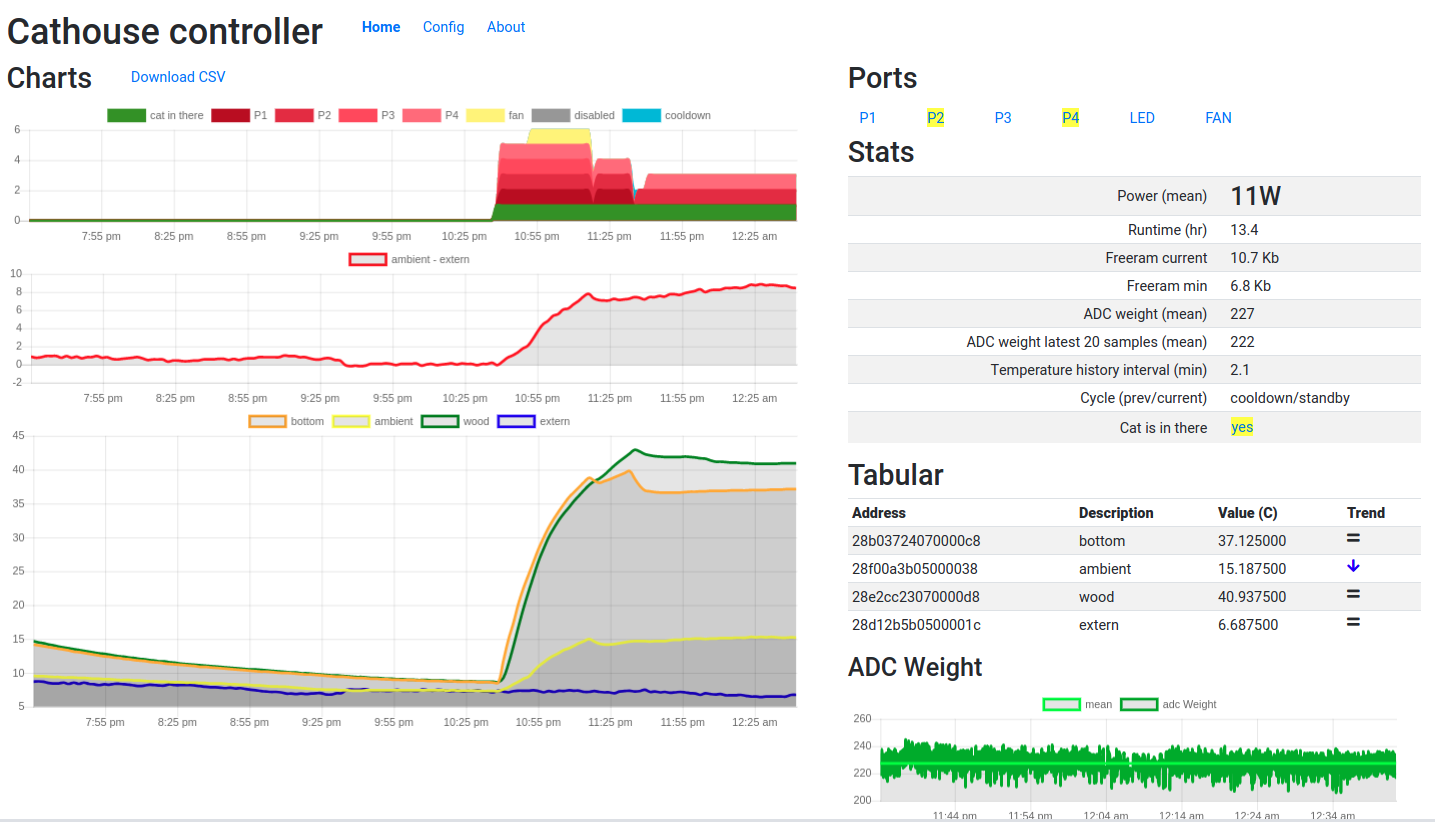 Cathouse controller Home Config About
Charts Download CSV
cat in there P1 P2 P3 P4 fan disabled cooldown
6
4
2
0
7:55 pm 8:25 pm 8:55 pm 9:25 pm 9:55 pm 10:25 pm 10:55 pm 11:25 pm 11:55 pm 12:25 am
ambient - extern
10
8
6
4
2
0
-2
7:55 pm 8:25 pm 8:55 pm 9:25 pm 9:55 pm 10:25 pm 10:55 pm 11:25 pm 11:55 pm 12:25 am
bottom ambient wood extern
45
40
35
30
25
20
15
10
5
7:55 pm 8:25 pm 8:55 pm 9:25 pm 9:55 pm 10:25 pm 10:55 pm 11:25 pm 11:55 pm 12:25 am
Ports
P1 P2 P3 P4 LED FAN
Stats
Power (mean) 11W
Runtime (hr) 13.4
Freeram current 10.7 Kb
Freeram min 6.8 Kb
ADC weight (mean) 227
ADC weight latest 20 samples (mean) 222
Temperature history interval (min) 2.1
Cycle (prev/current) cooldown/standby
Cat is in there yes
Tabular
Address Description Value (C) Trend
28b03724070000c8 bottom 37.125000 =
28f00a3b05000038 ambient 15.187500 ↓
28e2cc23070000d8 wood 40.937500 =
28d12b5b0500001c extern 6.687500 =
ADC Weight
mean adc Weight
260
240
220
200
11:44 pm 11:54 pm 12:04 am 12:14 am 12:24 am 12:34 am